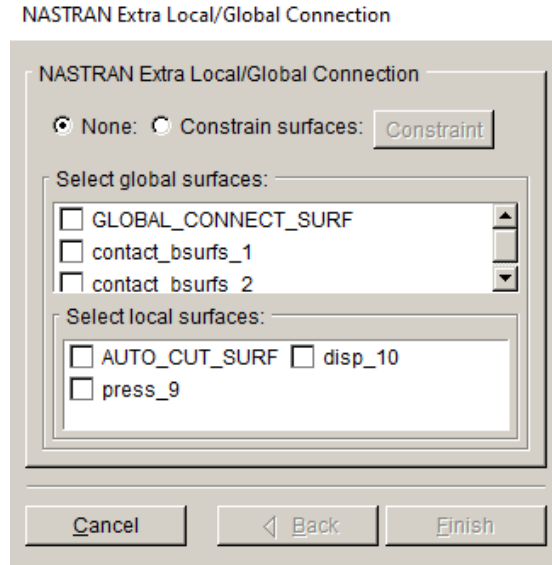 NASTRAN Extra Local/Global Connection
NASTRAN Extra Local/Global Connection
None: Constrain surfaces: Constraint
Select global surfaces:
GLOBAL_CONNECT_SURF
contact_bsurfs_1
contact_bsurfs_2
Select local surfaces:
AUTO_CUT_SURF disp_10
press_9
Cancel Back Finish